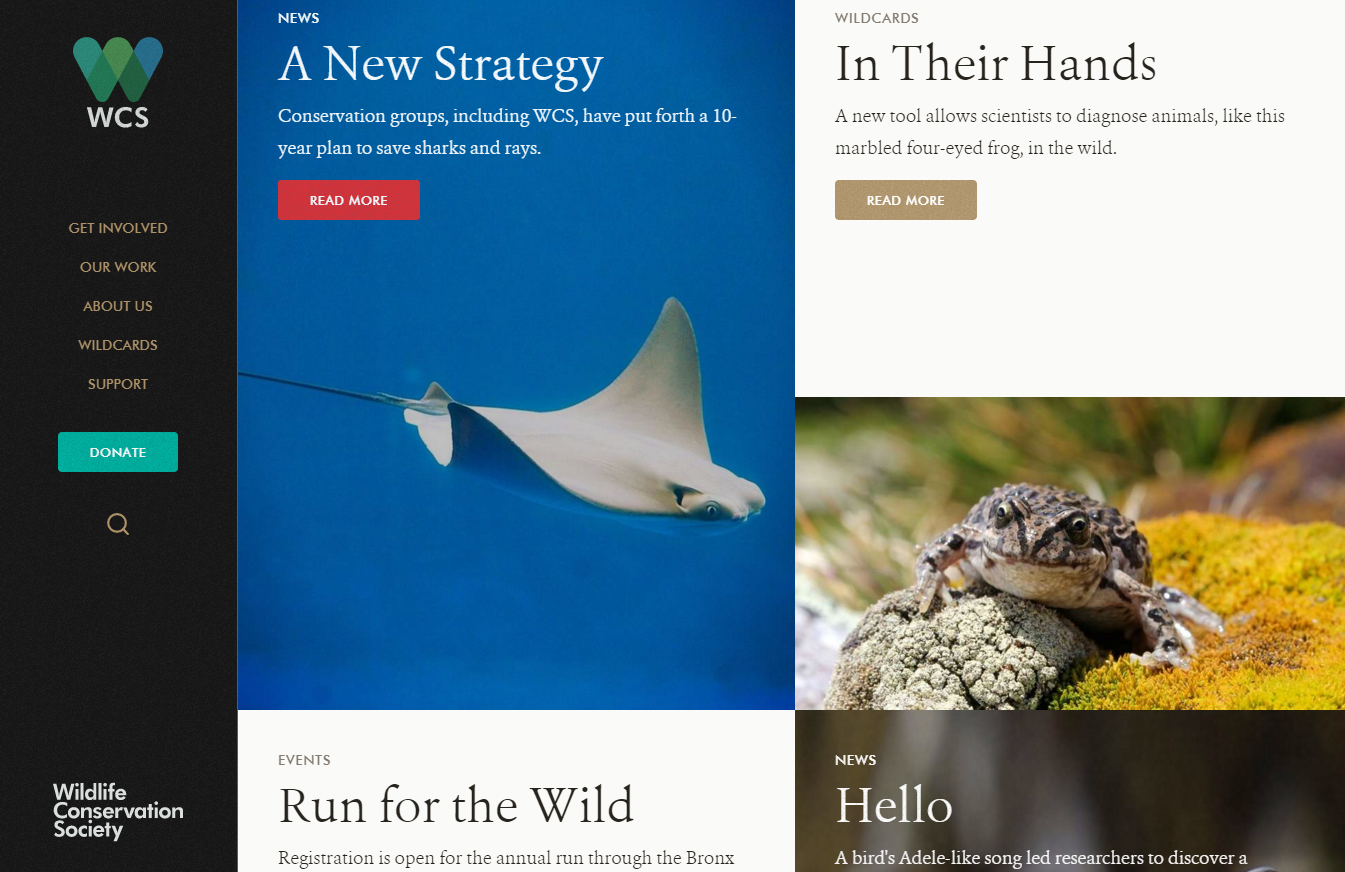 WCS
GET INVOLVED
OUR WORK
ABOUT US
WILDCARDS
SUPPORT
DONATE
Wildlife
Conservation
Society
NEWS
A New Strategy
Conservation groups, including WCS, have put forth a 10-
year plan to save sharks and rays.
READ MORE
WILDCARDS
In Their Hands
A new tool allows scientists to diagnose animals, like this
marbled four-eyed frog, in the wild.
READ MORE
EVENTS
Run for the Wild
Registration is open for the annual run through the Bronx
NEWS
Hello
A bird's Adele-like song led researchers to discover a